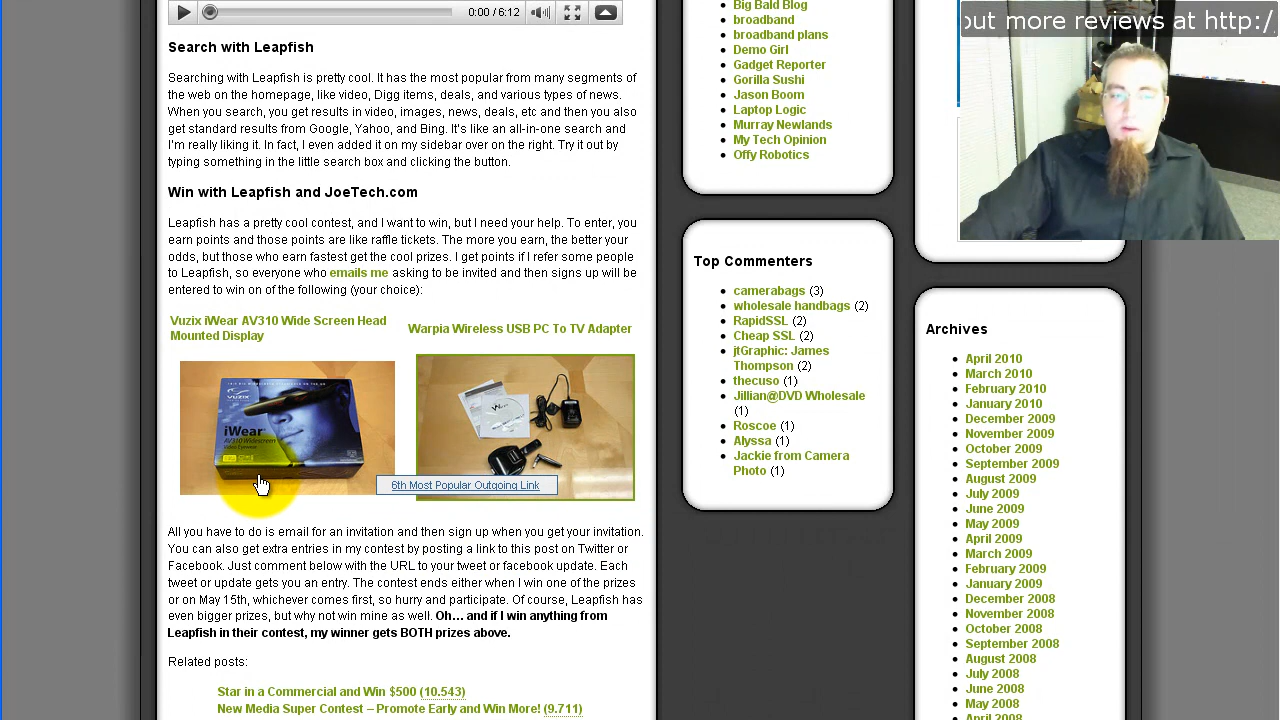 0:00 / 6:12
Search with Leapfish
Searching with Leapfish is pretty cool. It has the most popular from many segments of
the web on the homepage, like video, Digg items, deals, and various types of news.
When you search, you get results in video, images, news, deals, etc and then you also
get standard results from Google, Yahoo, and Bing. It's like an all-in-one search and
I'm really liking it. In fact, I even added it on my sidebar over on the right. Try it out by
typing something in the little search box and clicking the button.
Win with Leapfish and JoeTech.com
Leapfish has a pretty cool contest, and I want to win, but I need your help. To enter, you
earn points and those points are like raffle tickets. The more you earn, the better your
odds, but those who earn fastest get the cool prizes. I get points if I refer some people
to Leapfish, so everyone who emails me asking to be invited and then signs up will be
entered to win on of the following (your choice):
Vuzix iWear AV310 Wide Screen Head
Mounted Display
Warpia Wireless USB PC To TV Adapter
VUZIX
iWear
AV310 Widescreen
6th Most Popular Outgoing Link
All you have to do is email for an invitation and then sign up when you get your invitation.
You can also get extra entries in my contest by posting a link to this post on Twitter or
Facebook. Just comment below with the URL to your tweet or facebook update. Each
tweet or update gets you an entry. The contest ends either when I win one of the prizes
or on May 15th, whichever comes first, so hurry and participate. Of course, Leapfish has
even bigger prizes, but why not win mine as well. Oh… and if I win anything from
Leapfish in their contest, my winner gets BOTH prizes above.
Related posts:
Star in a Commercial and Win $500 (10.543)
New Media Super Contest – Promote Early and Win More! (9.711)
Big Bald Blog
broadband
broadband plans
Demo Girl
Gadget Reporter
Gorilla Sushi
Jason Boom
Laptop Logic
Murray Newlands
My Tech Opinion
Offy Robotics
Top Commenters
camerabags (3)
wholesale handbags (2)
RapidSSL (2)
Cheap SSL (2)
jtGraphic: James
Thompson (2)
thecuso (1)
Jillian@DVD Wholesale
(1)
Roscoe (1)
Alyssa (1)
Jackie from Camera
Photo (1)
out more reviews at http:/
Archives
April 2010
March 2010
February 2010
January 2010
December 2009
November 2009
October 2009
September 2009
August 2009
July 2009
June 2009
May 2009
April 2009
March 2009
February 2009
January 2009
December 2008
November 2008
October 2008
September 2008
August 2008
July 2008
June 2008
May 2008
April 2008